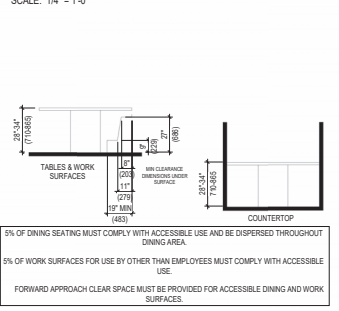 SCALE: 1/4" = 1'-0"
28"-34"
(710-865)
27"
(686)
(229)
8"
(203)
11"
(279)
19" MIN
(483)
TABLES & WORK
SURFACES
MIN CLEARANCE
DIMENSIONS UNDER
SURFACE
28"-34"
710-865
COUNTERTOP
5% OF DINING SEATING MUST COMPLY WITH ACCESSIBLE USE AND BE DISPERSED THROUGHOUT
DINING AREA.
5% OF WORK SURFACES FOR USE BY OTHER THAN EMPLOYEES MUST COMPLY WITH ACCESSIBLE
USE.
FORWARD APPROACH CLEAR SPACE MUST BE PROVIDED FOR ACCESSIBLE DINING AND WORK
SURFACES.